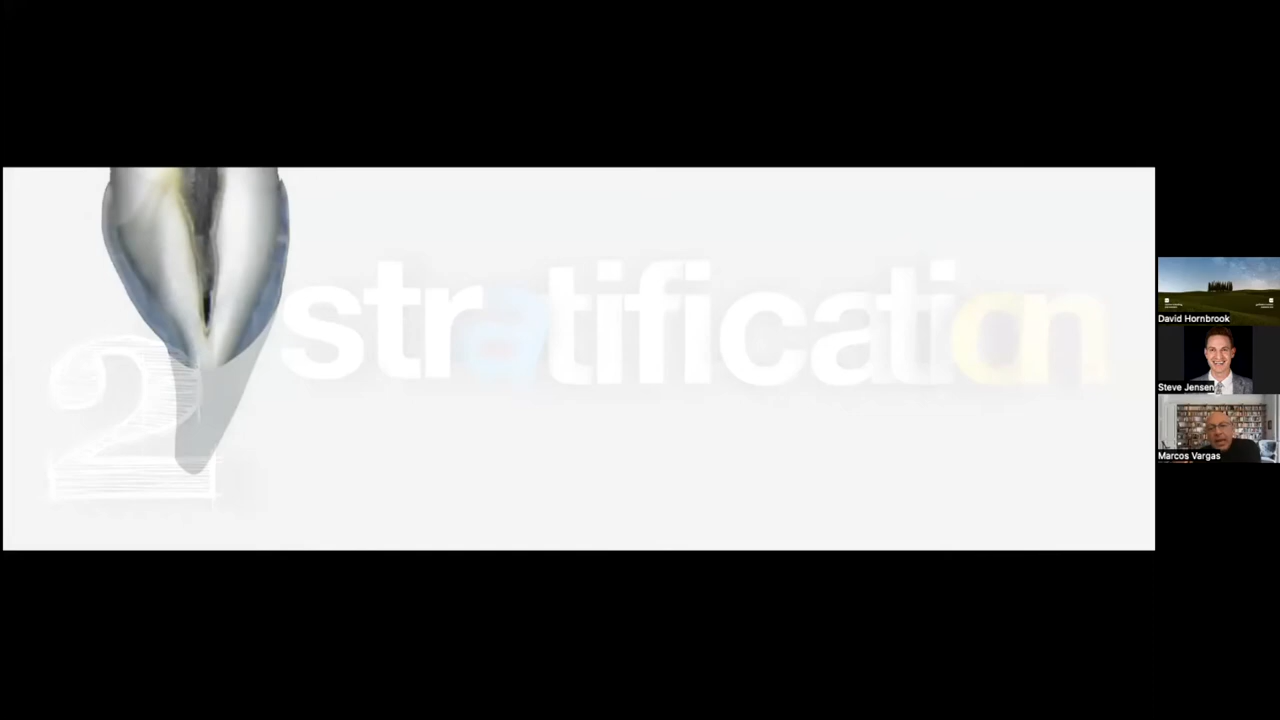 2
stratification
David Hornbrook
Steve Jensen
Marcos Vargas